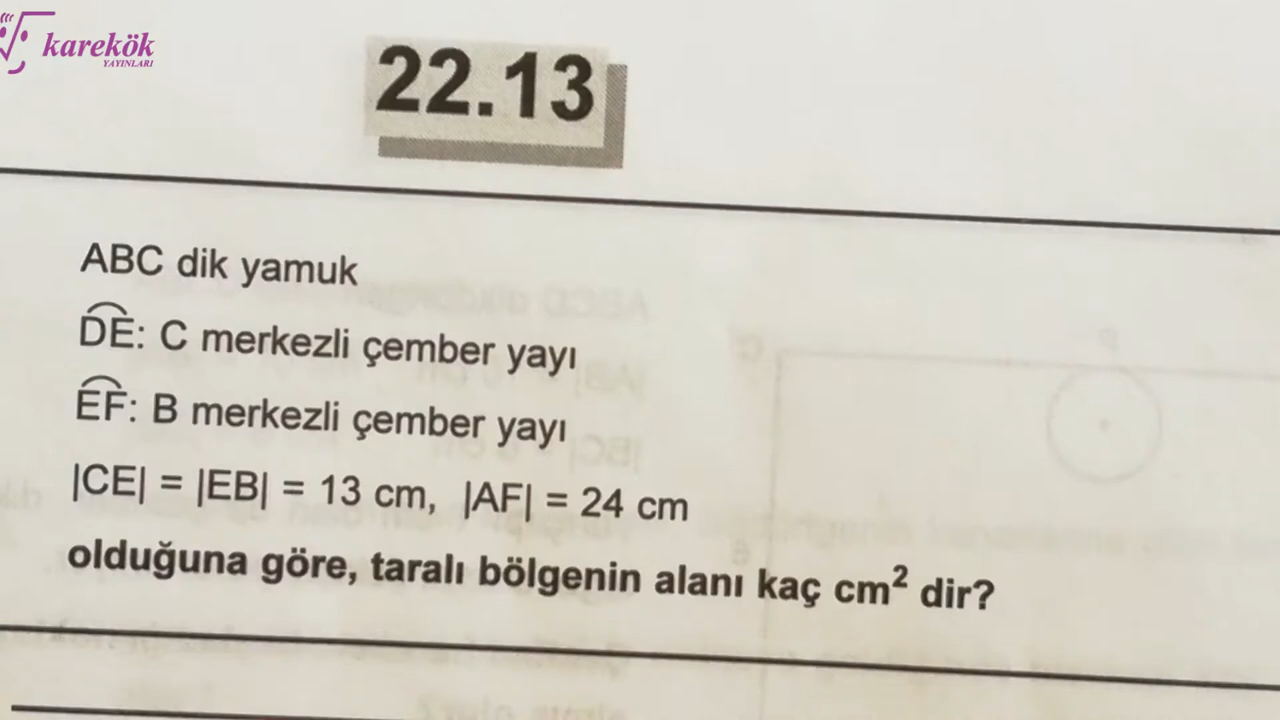 karekök
YAYINLARI
22.13
ABC dik yamuk
DE: C merkezli çember yayı
EF: B merkezli çember yayı
|CE| = |EB| = 13 cm, |AF| = 24 cm
olduğuna göre, taralı bölgenin alanı kaç cm² dir?